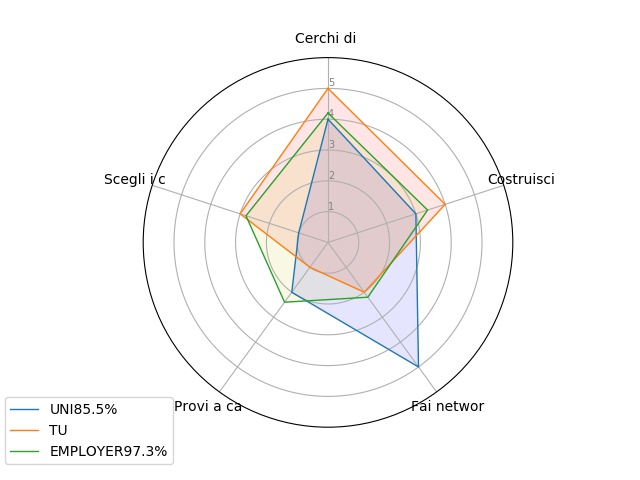 Cerchi di
5
4
3
2
1
Scegli i c
Costruisci
Provi a ca
Fai networ
UNI85.5%
TU
EMPLOYER97.3%